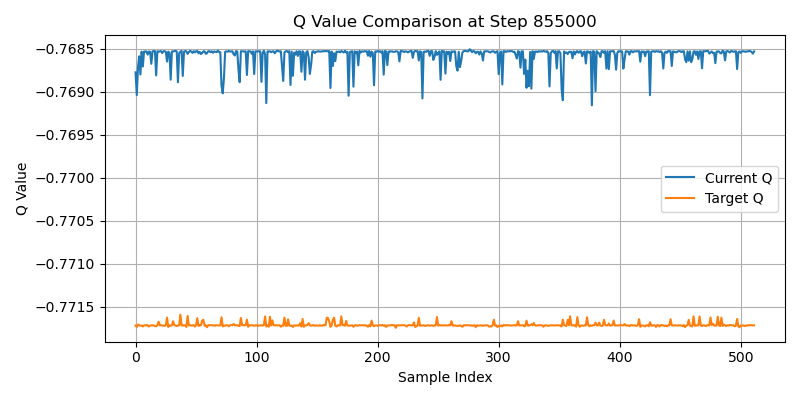 Q Value Comparison at Step 855000
Q Value
−0.7685
−0.7690
−0.7695
−0.7700
−0.7705
−0.7710
−0.7715
Current Q
Target Q
0 100 200 300 400 500
Sample Index